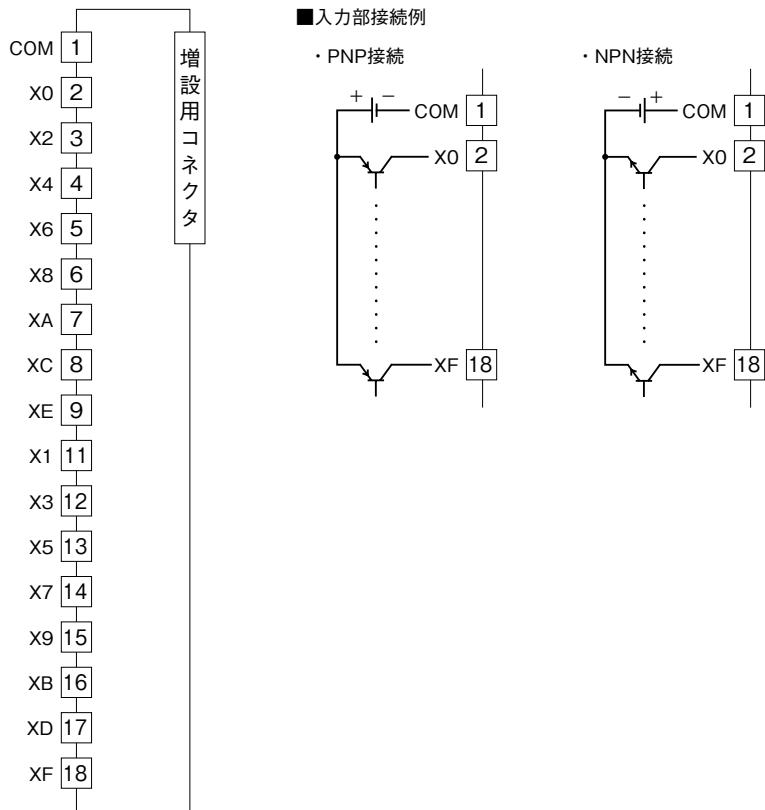 COM 1
X0 2
X2 3
X4 4
X6 5
X8 6
XA 7
XC 8
XE 9
X1 11
X3 12
X5 13
X7 14
X9 15
XB 16
XD 17
XF 18
増設用コネクタ
■入力部接続例
・PNP接続
+ − COM 1
X0 2
XF 18
・NPN接続
− + COM 1
X0 2
XF 18